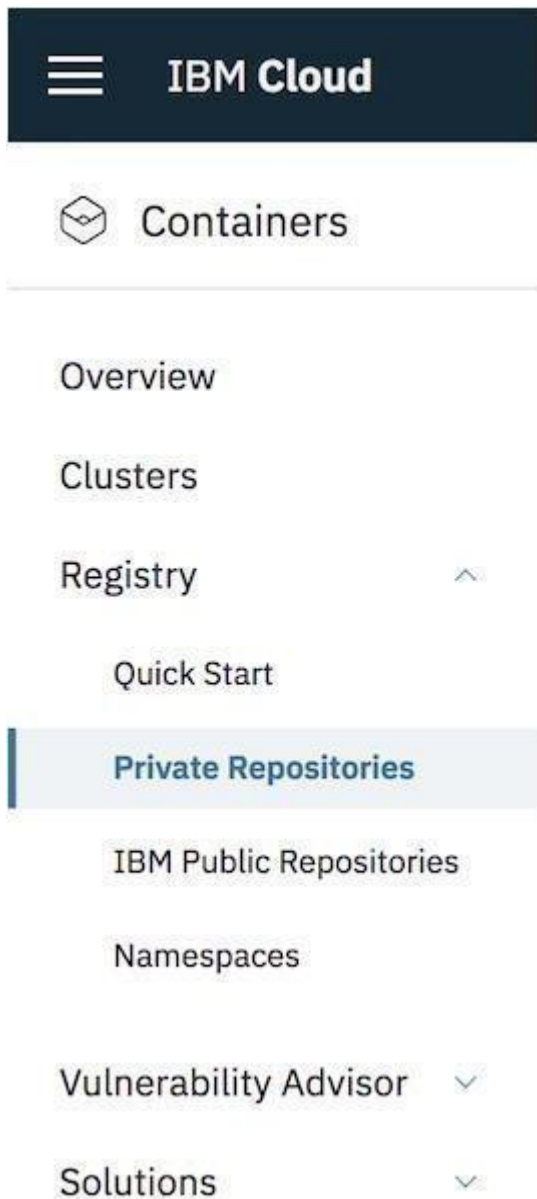 IBM Cloud
Containers
Overview
Clusters
Registry
Quick Start
Private Repositories
IBM Public Repositories
Namespaces
Vulnerability Advisor
Solutions